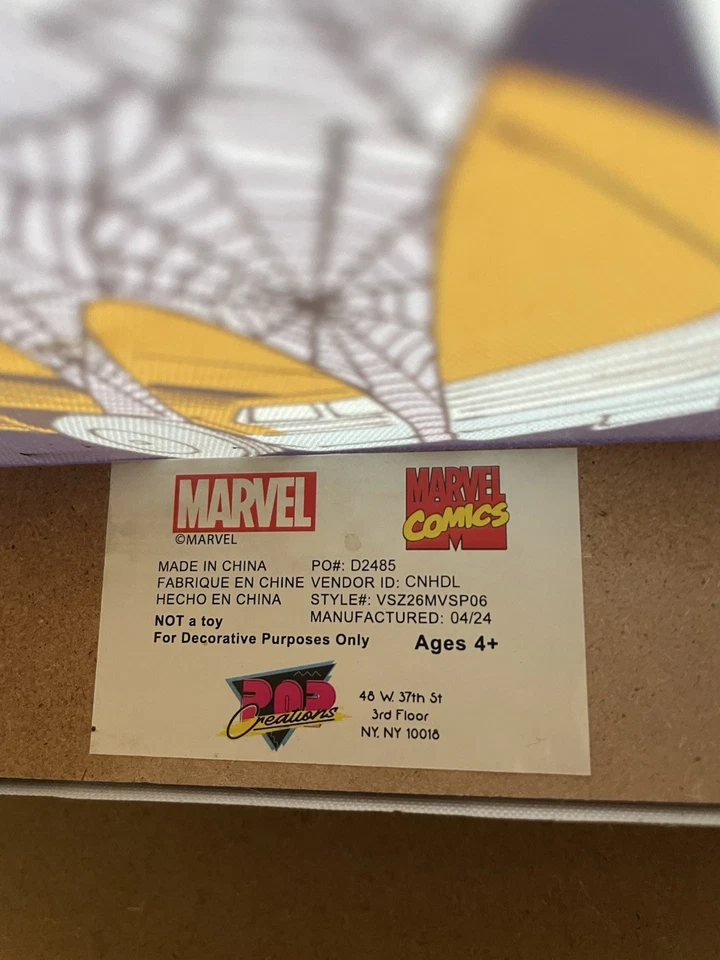 MARVEL
©MARVEL
MARVEL
COMICS
M
MADE IN CHINA
FABRIQUE EN CHINE
HECHO EN CHINA
NOT a toy
For Decorative Purposes Only
PO#: D2485
VENDOR ID: CNHDL
STYLE#: VSZ26MVSP06
MANUFACTURED: 04/24
Ages 4+
POP
Creations
48 W. 37th St
3rd Floor
NY, NY 10018